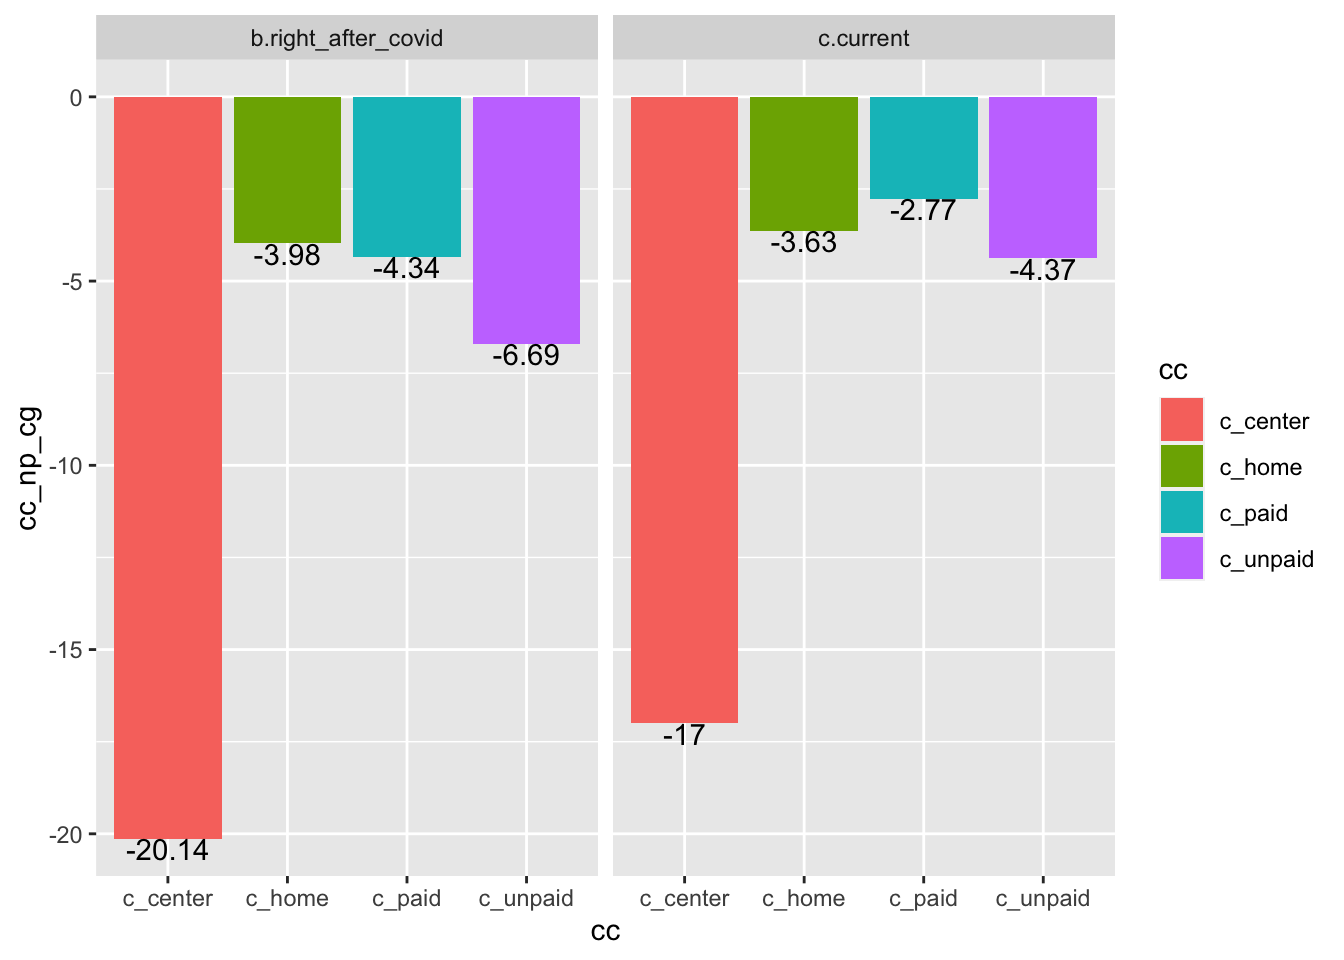 b.right_after_covid
c.current
0
-5
-10
-15
-20
cc_np_cg
-3.98
-4.34
-6.69
-20.14
-2.77
-3.63
-4.37
-17
c_center
c_home
c_paid
c_unpaid
c_center
c_home
c_paid
c_unpaid
cc
cc
c_center
c_home
c_paid
c_unpaid